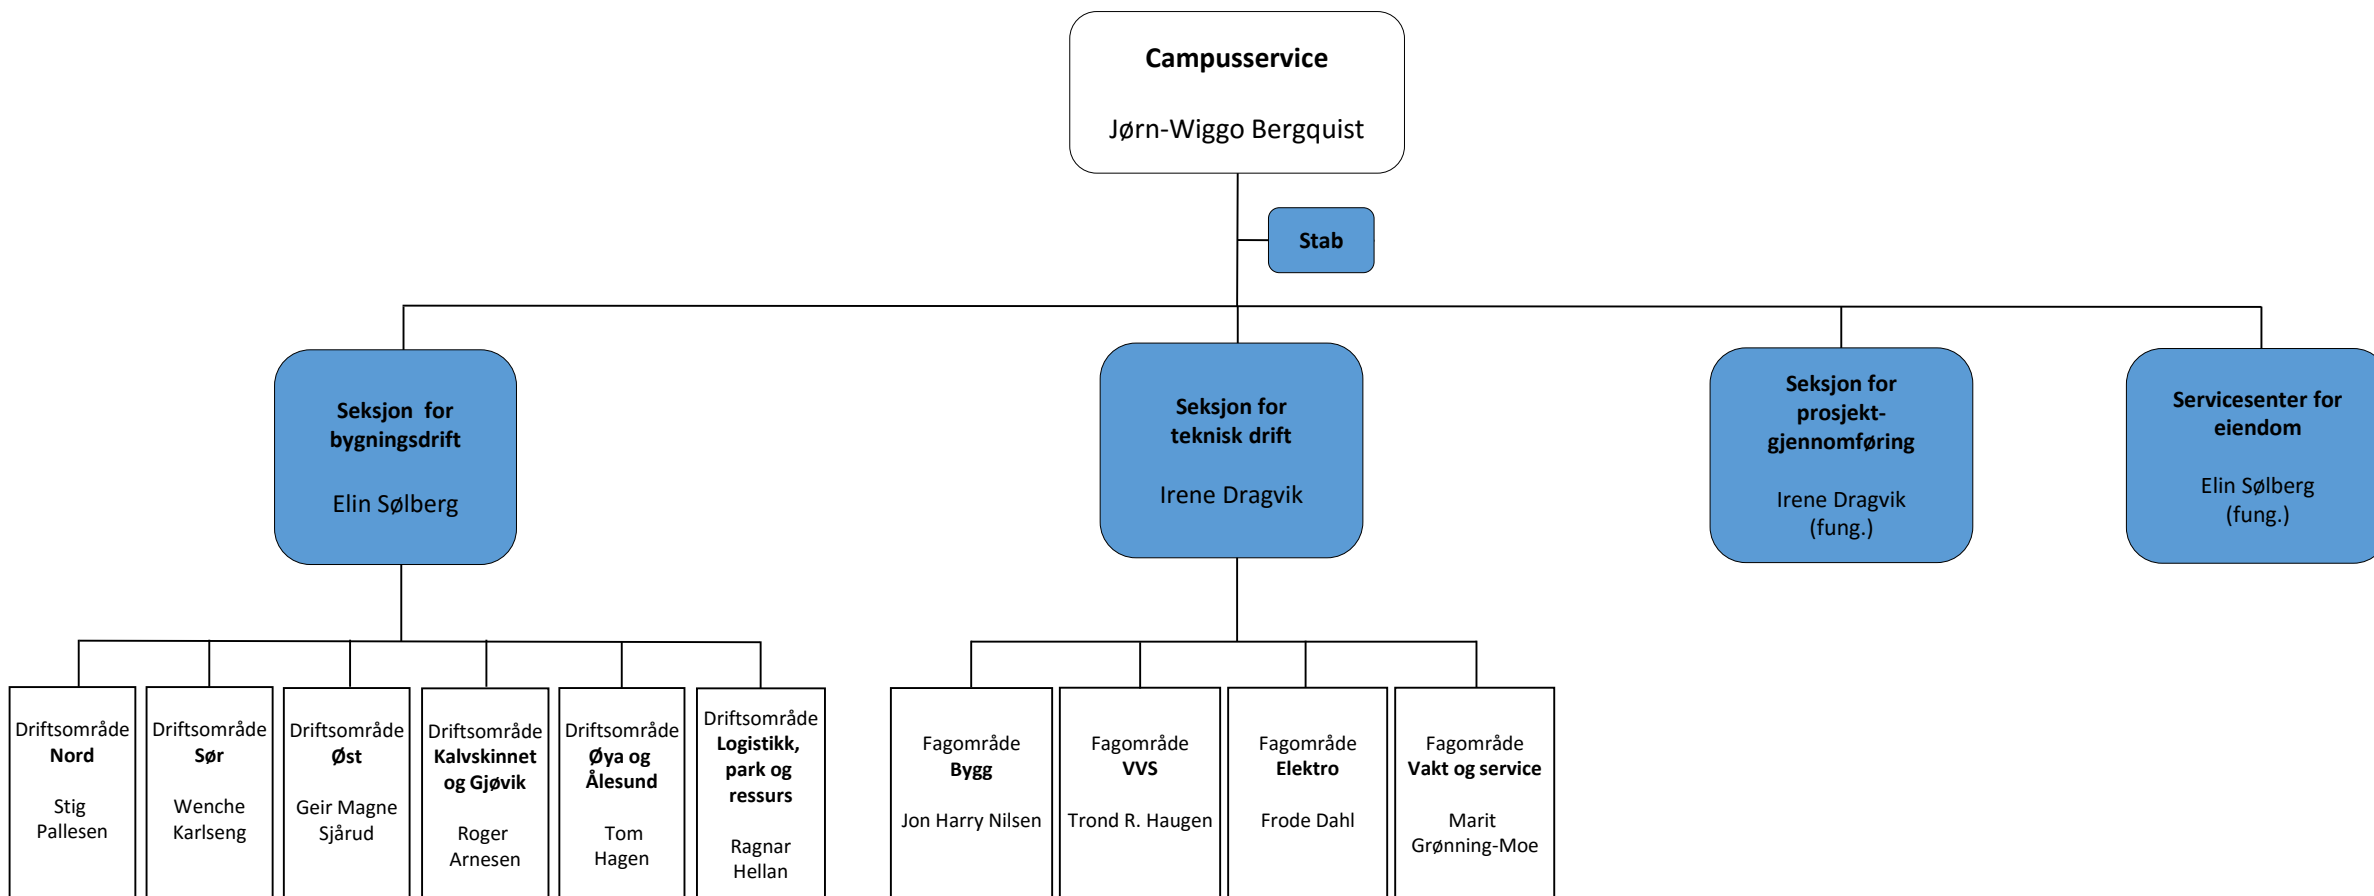 Campusservice
Jørn-Wiggo Bergquist
Stab
Seksjon for
bygningsdrift
Elin Sølberg
Seksjon for
teknisk drift
Irene Dragvik
Seksjon for
prosjekt-
gjennomføring
Irene Dragvik
(fung.)
Servicesenter for
eiendom
Elin Sølberg
(fung.)
Driftsområde
Nord
Stig
Pallesen
Driftsområde
Sør
Wenche
Karlseng
Driftsområde
Øst
Geir Magne
Sjårud
Driftsområde
Kalvskinnet
og Gjøvik
Roger
Arnesen
Driftsområde
Øya og
Ålesund
Tom
Hagen
Driftsområde
Logistikk,
park og
ressurs
Ragnar
Hellan
Fagområde
Bygg
Jon Harry Nilsen
Fagområde
VVS
Trond R. Haugen
Fagområde
Elektro
Frode Dahl
Fagområde
Vakt og service
Marit
Grønning-Moe